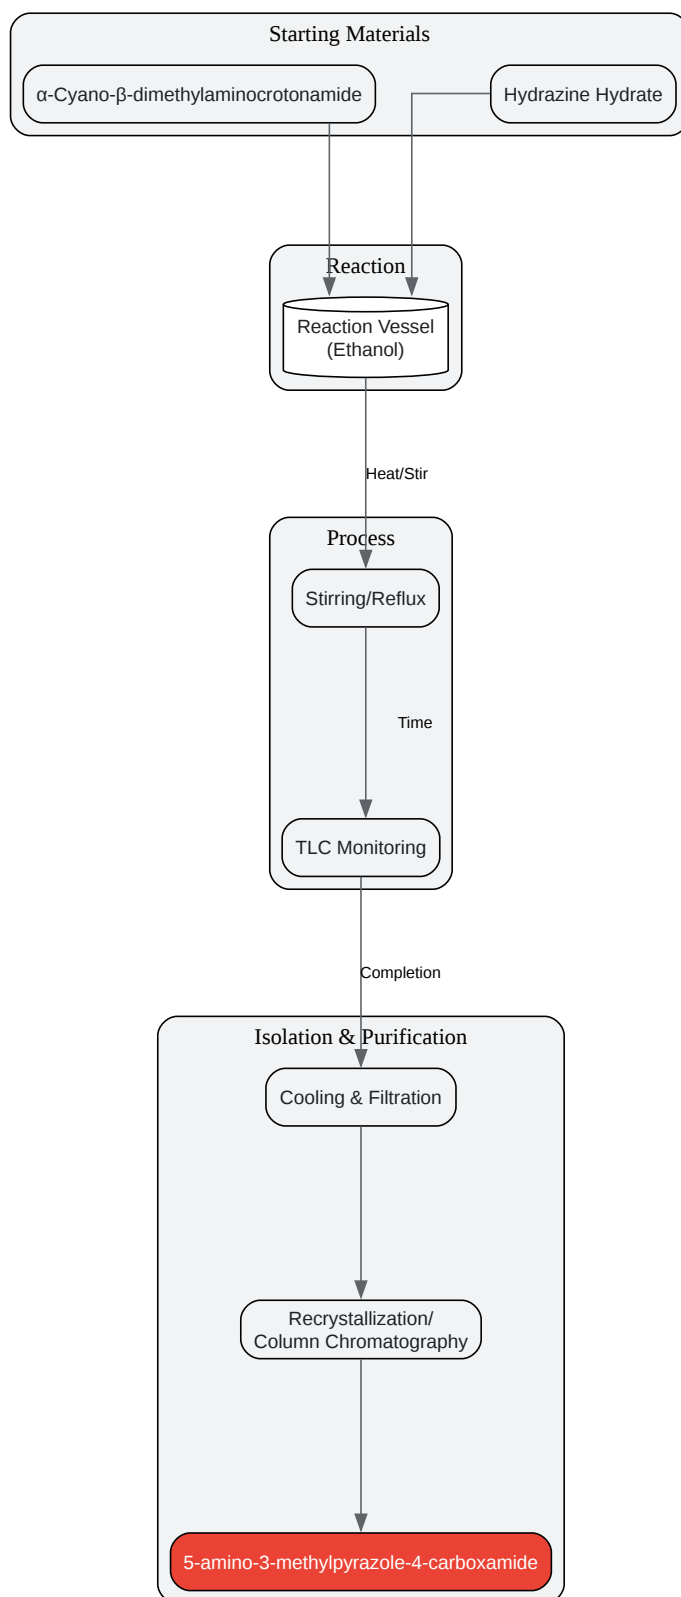 Starting Materials
α-Cyano-β-dimethylaminocrotonamide
Hydrazine Hydrate
Reaction
Reaction Vessel
(Ethanol)
Heat/Stir
Process
Stirring/Reflux
Time
TLC Monitoring
Completion
Isolation & Purification
Cooling & Filtration
Recrystallization/
Column Chromatography
5-amino-3-methylpyrazole-4-carboxamide